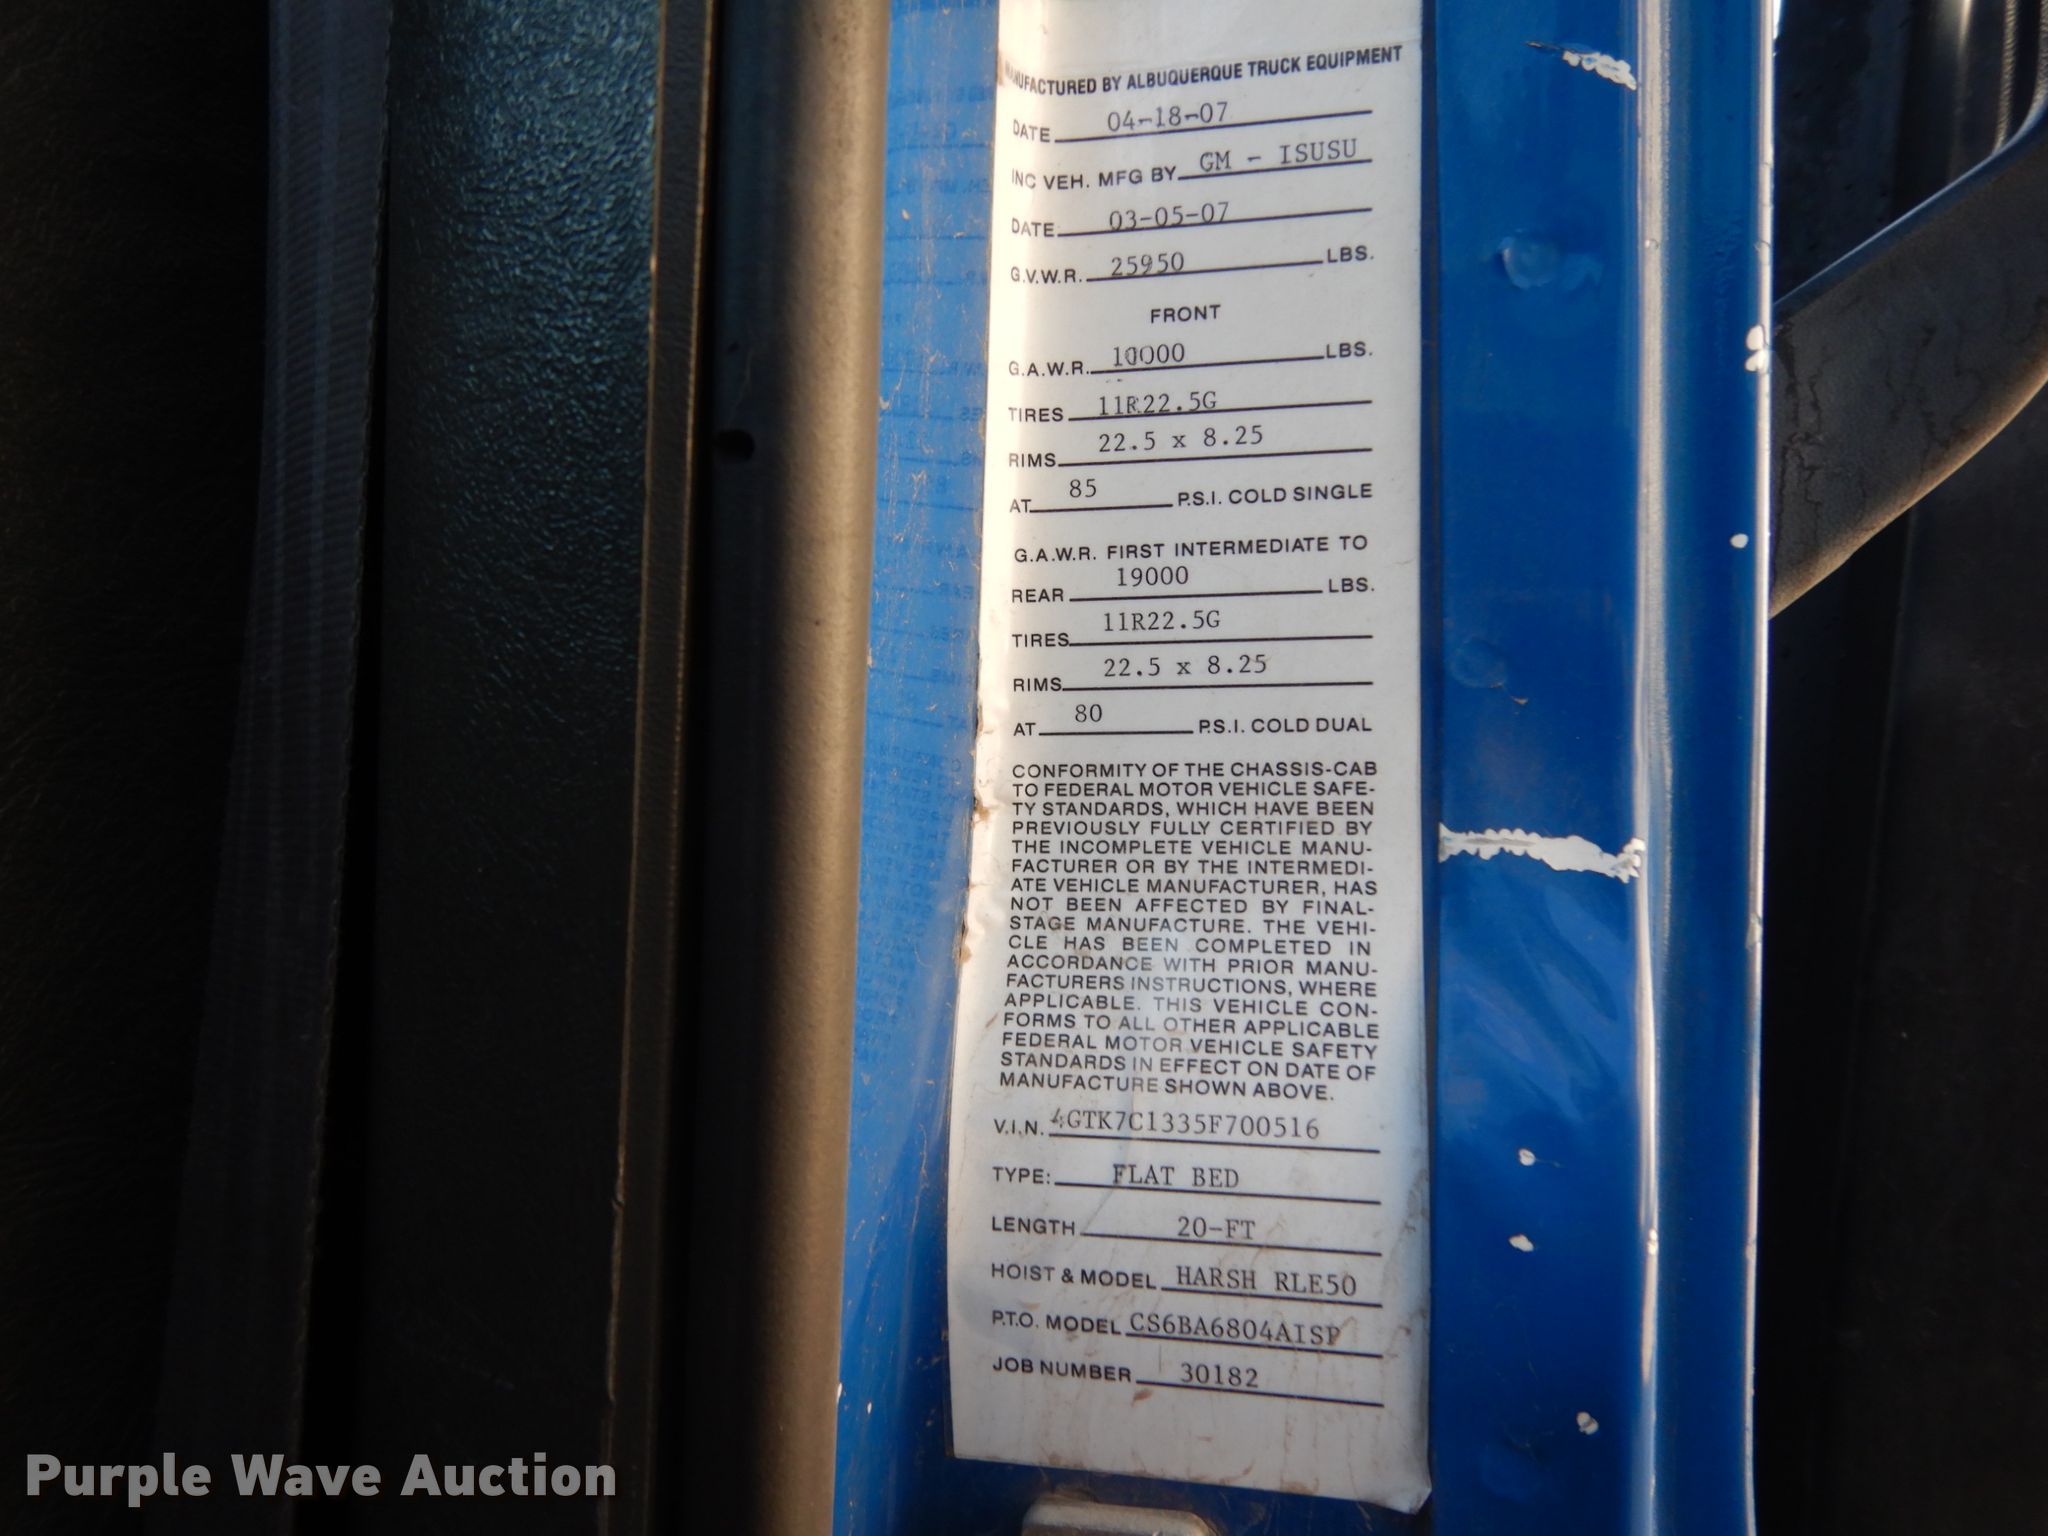 MANUFACTURED BY ALBUQUERQUE TRUCK EQUIPMENT
DATE 04-18-07
INC VEH. MFG BY GM - ISUSU
DATE 03-05-07
G.V.W.R. 25950 LBS.
FRONT
G.A.W.R. 10000 LBS.
TIRES 11R22.5G
RIMS 22.5 x 8.25
AT 85 P.S.I. COLD SINGLE
G.A.W.R. FIRST INTERMEDIATE TO
REAR 19000 LBS.
TIRES 11R22.5G
RIMS 22.5 x 8.25
AT 80 P.S.I. COLD DUAL
CONFORMITY OF THE CHASSIS-CAB
TO FEDERAL MOTOR VEHICLE SAFE-
TY STANDARDS, WHICH HAVE BEEN
PREVIOUSLY FULLY CERTIFIED BY
THE INCOMPLETE VEHICLE MANU-
FACTURER OR BY THE INTERMEDI-
ATE VEHICLE MANUFACTURER, HAS
NOT BEEN AFFECTED BY FINAL-
STAGE MANUFACTURE. THE VEHI-
CLE HAS BEEN COMPLETED IN
ACCORDANCE WITH PRIOR MANU-
FACTURERS INSTRUCTIONS, WHERE
APPLICABLE. THIS VEHICLE CON-
FORMS TO ALL OTHER APPLICABLE
FEDERAL MOTOR VEHICLE SAFETY
STANDARDS IN EFFECT ON DATE OF
MANUFACTURE SHOWN ABOVE.
V.I.N. 4GTK7C1335F700516
TYPE: FLAT BED
LENGTH 20-FT
HOIST & MODEL HARSH RLE50
P.T.O. MODEL CS6BA6804AISP
JOB NUMBER 30182
Purple Wave Auction